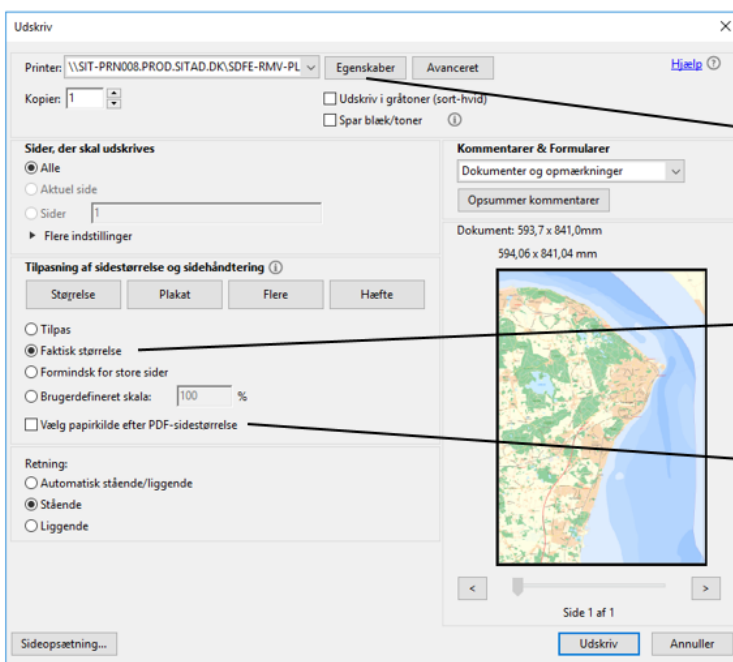 Udskriv
Printer: \\SIT-PRN008.PROD.SITAD.DK\SDFE-RMV-PL Egenskaber Avanceret Hjælp
Kopier: 1 Udskriv i gråtoner (sort-hvid)
Spar blæk/toner
Sider, der skal udskrives
Alle
Aktuel side
Sider 1
Flere indstillinger
Kommentarer & Formularer
Dokumenter og opmærkninger
Opsummer kommentarer
Dokument: 593,7 x 841,0mm
594,06 x 841,04 mm
Tilpasning af sidestørrelse og sidehåndtering
Størrelse Plakat Flere Hæfte
Tilpas
Faktisk størrelse
Formindsk for store sider
Brugerdefineret skala: 100 %
Vælg papirkilde efter PDF-sidestørrelse
Retning:
Automatisk stående/liggende
Stående
Liggende
< >
Side 1 af 1
Sideopsætning... Udskriv Annuller